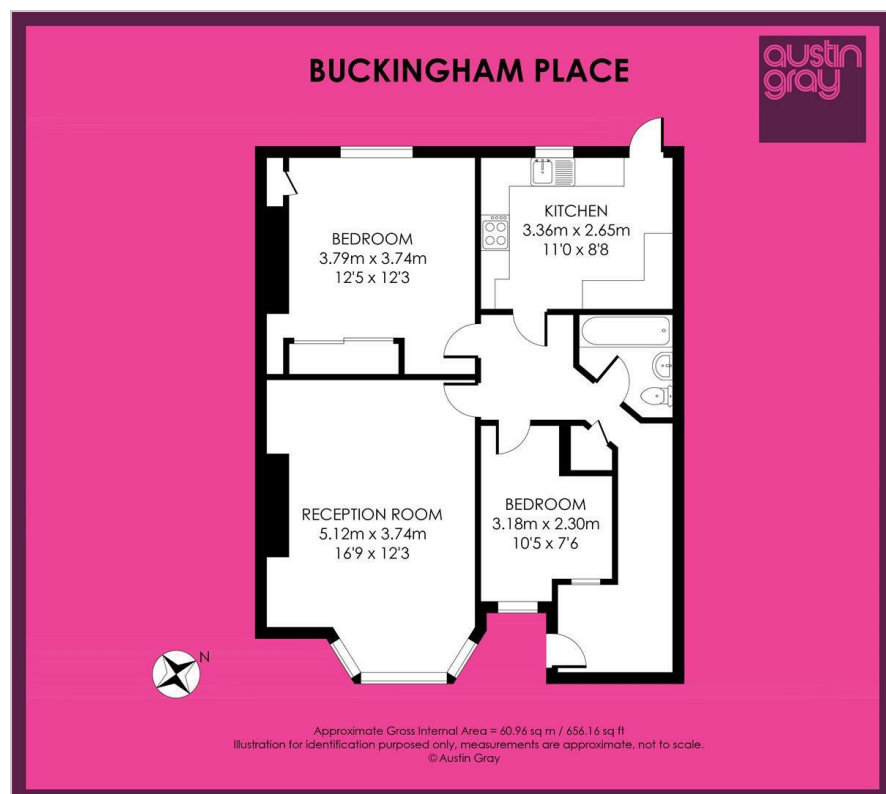 BUCKINGHAM PLACE
austin
gray
BEDROOM
3.79m x 3.74m
12'5 x 12'3
KITCHEN
3.36m x 2.65m
11'0 x 8'8
RECEPTION ROOM
5.12m x 3.74m
16'9 x 12'3
BEDROOM
3.18m x 2.30m
10'5 x 7'6
N
Approximate Gross Internal Area = 60.96 sq m / 656.16 sq ft
Illustration for identification purposed only, measurements are approximate, not to scale.
©Austin Gray